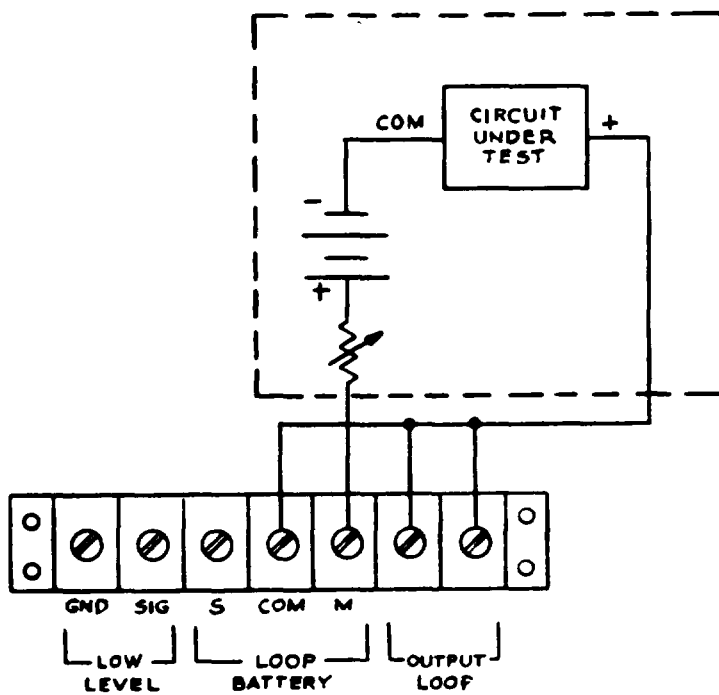 CIRCUIT
UNDER
TEST
COM
+
-
+
GND SIG S COM M
LOW
LEVEL
LOOP
BATTERY
OUTPUT
LOOF